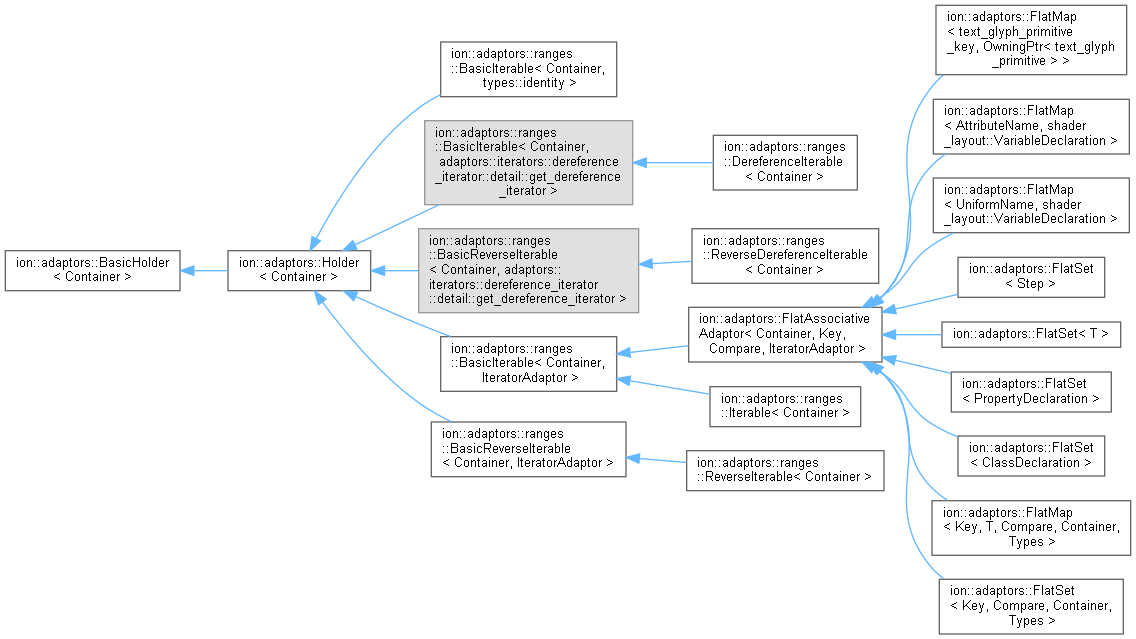 ion::adaptors::BasicHolder
< Container >
ion::adaptors::Holder
< Container >
ion::adaptors::ranges
::BasicIterable< Container,
types::identity >
ion::adaptors::ranges
::BasicIterable< Container,
adaptors::iterators::dereference
_iterator::detail::get_dereference
_iterator >
ion::adaptors::ranges
::BasicReverseIterable
< Container, adaptors::
iterators::dereference_iterator
::detail::get_dereference_iterator >
ion::adaptors::ranges
::BasicIterable< Container,
IteratorAdaptor >
ion::adaptors::ranges
::BasicReverseIterable
< Container, IteratorAdaptor >
ion::adaptors::ranges
::DereferenceIterable
< Container >
ion::adaptors::ranges
::ReverseDereferenceIterable
< Container >
ion::adaptors::FlatAssociative
Adaptor< Container, Key,
Compare, IteratorAdaptor >
ion::adaptors::ranges
::Iterable< Container >
ion::adaptors::ranges
::ReverseIterable< Container >
ion::adaptors::FlatMap
< text_glyph_primitive
_key, OwningPtr< text_glyph
_primitive > >
ion::adaptors::FlatMap
< AttributeName, shader
_layout::VariableDeclaration >
ion::adaptors::FlatMap
< UniformName, shader
_layout::VariableDeclaration >
ion::adaptors::FlatSet
< Step >
ion::adaptors::FlatSet< T >
ion::adaptors::FlatSet
< PropertyDeclaration >
ion::adaptors::FlatSet
< ClassDeclaration >
ion::adaptors::FlatMap
< Key, T, Compare, Container,
Types >
ion::adaptors::FlatSet
< Key, Compare, Container,
Types >